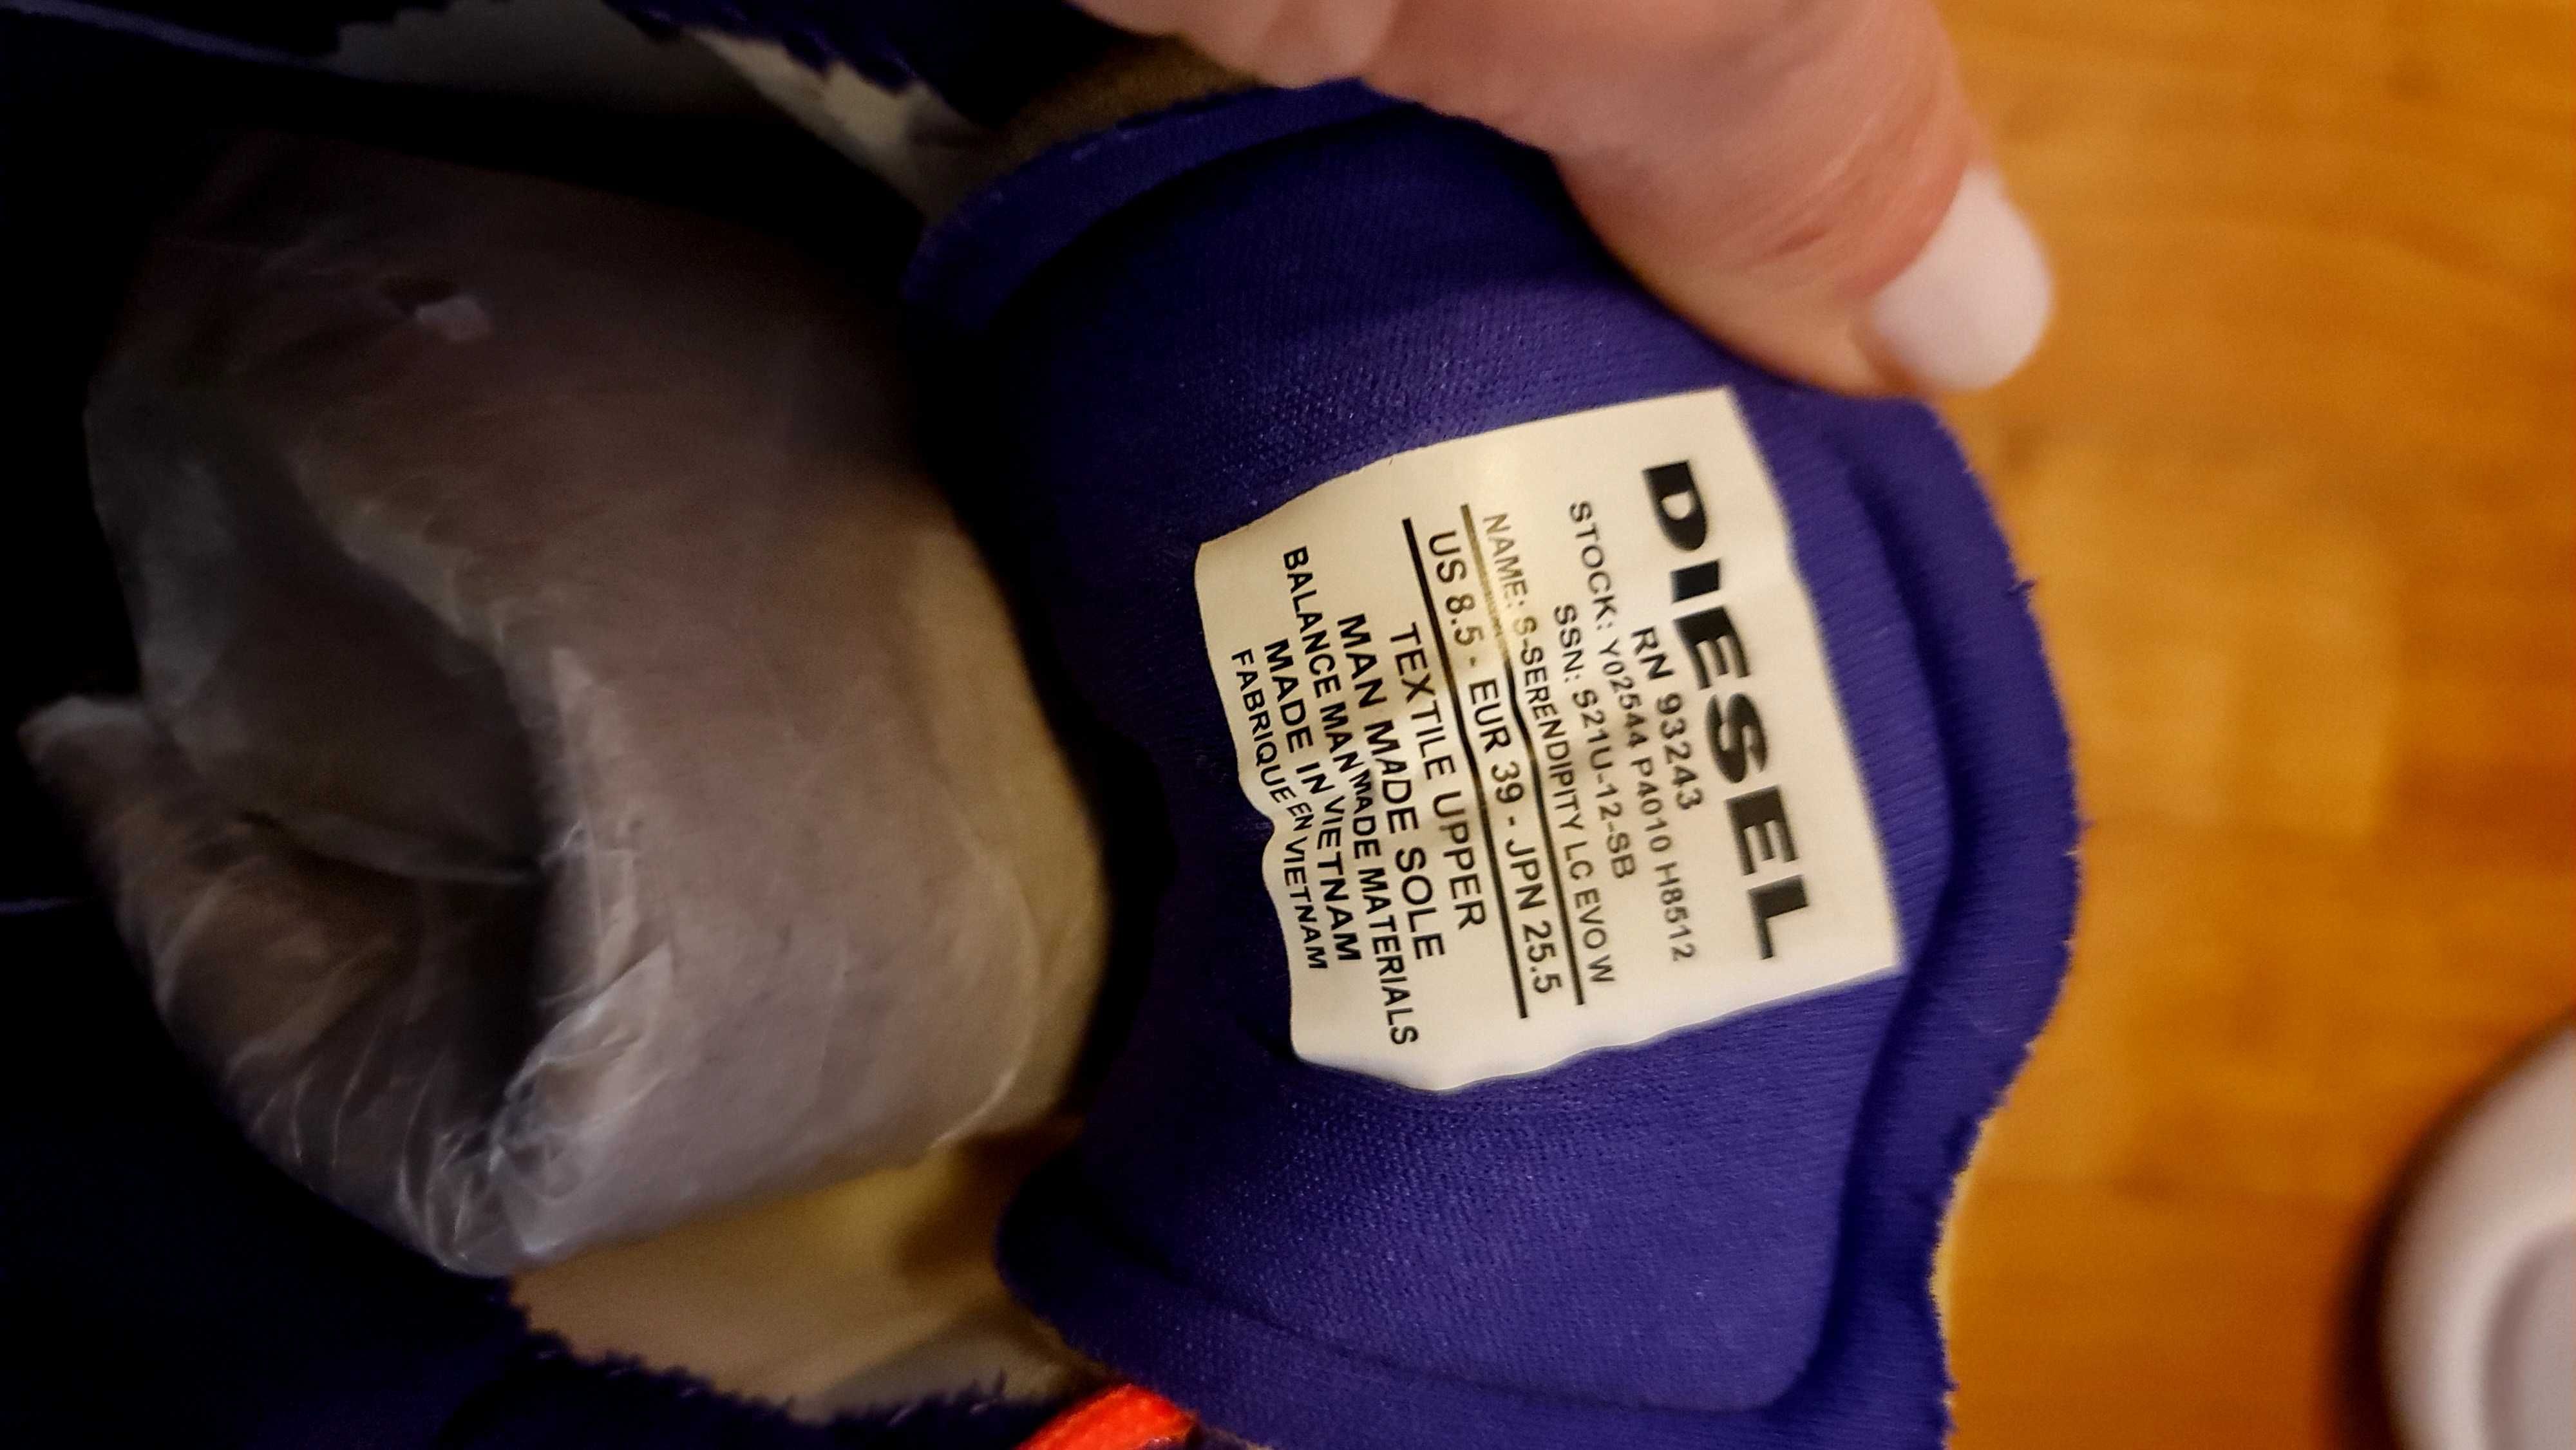 DIESEL
RN 93243
STOCK: Y02544 P4010 H8512
SSN: S21U-12-SB
NAME: S-SERENDIPITY LC EVO W
US 8.5 - EUR 39 - JPN 25.5
TEXTILE UPPER
MAN MADE SOLE
BALANCE MAN MADE MATERIALS
MADE IN VIETNAM
FABRIQUE EN VIETNAM